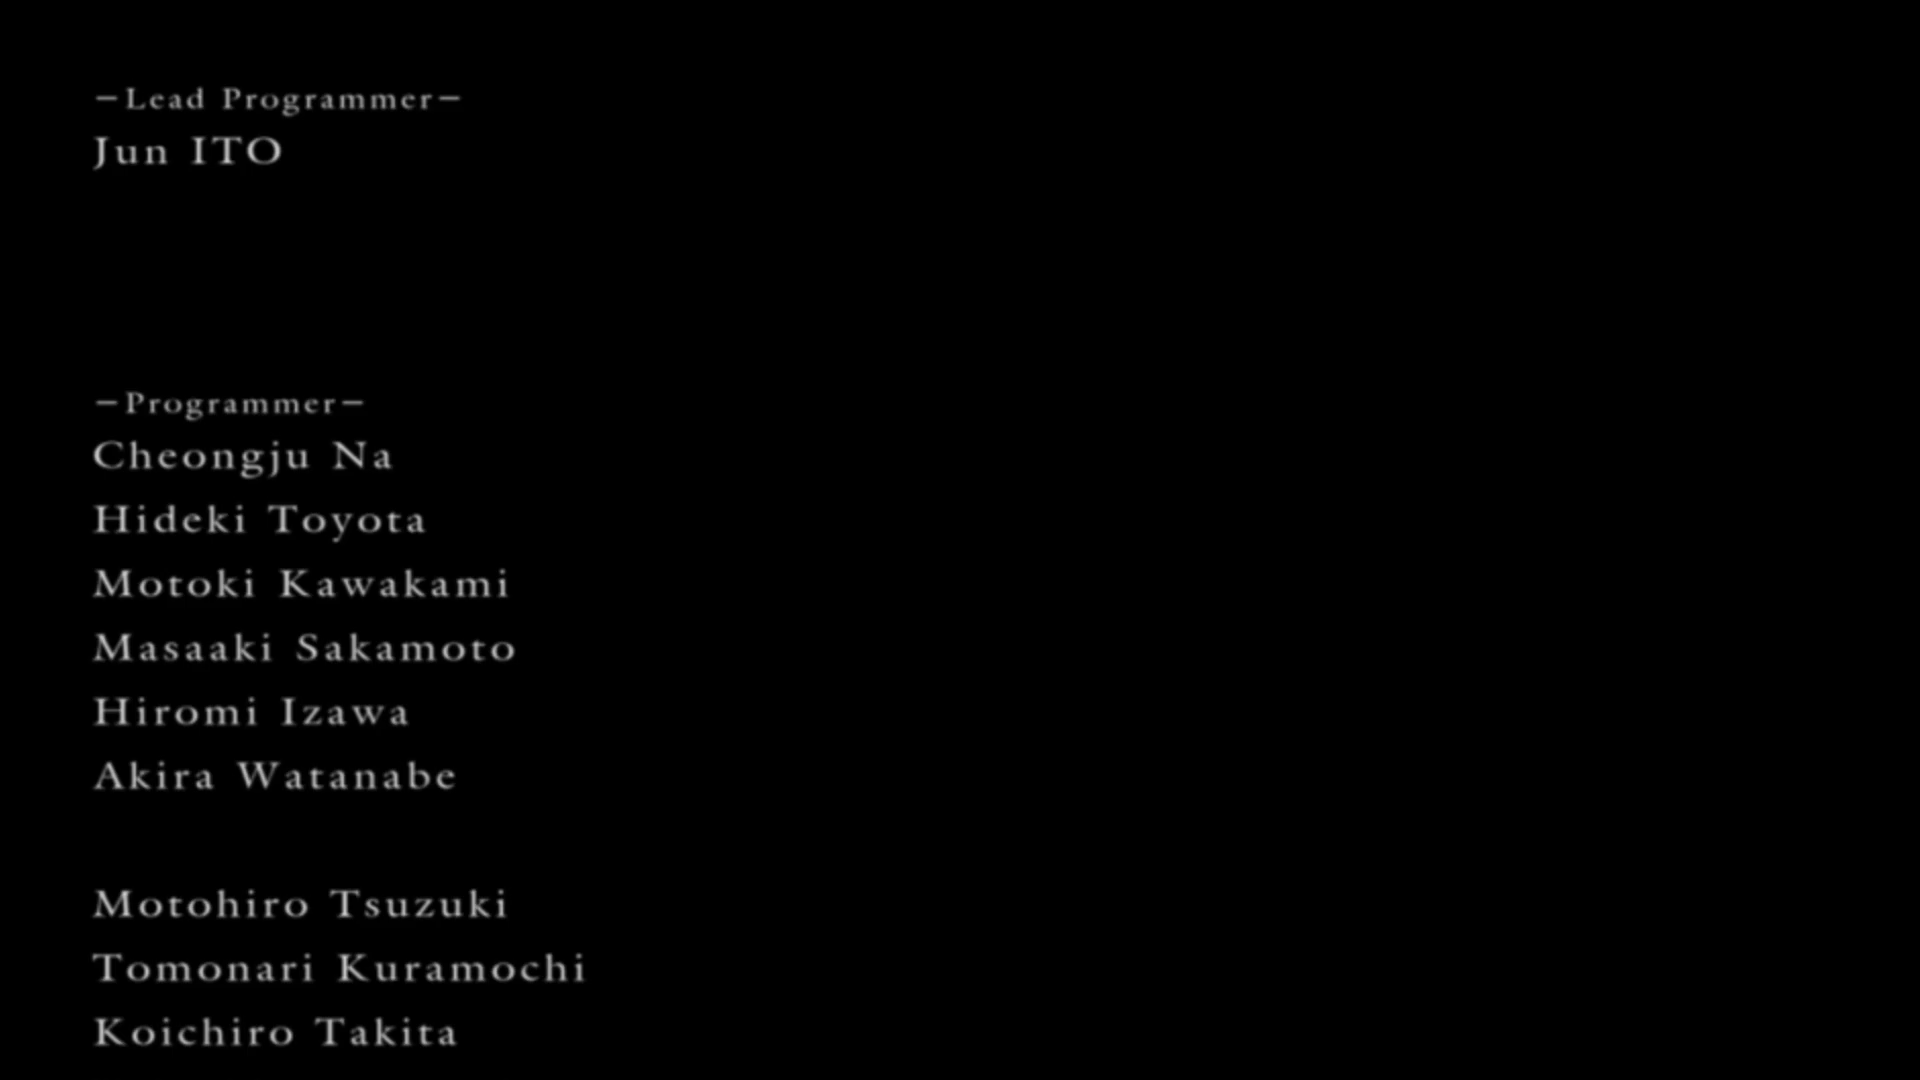 －Lead Programmer－
Jun ITO
－Programmer－
Cheongju Na
Hideki Toyota
Motoki Kawakami
Masaaki Sakamoto
Hiromi Izawa
Akira Watanabe
Motohiro Tsuzuki
Tomonari Kuramochi
Koichiro Takita